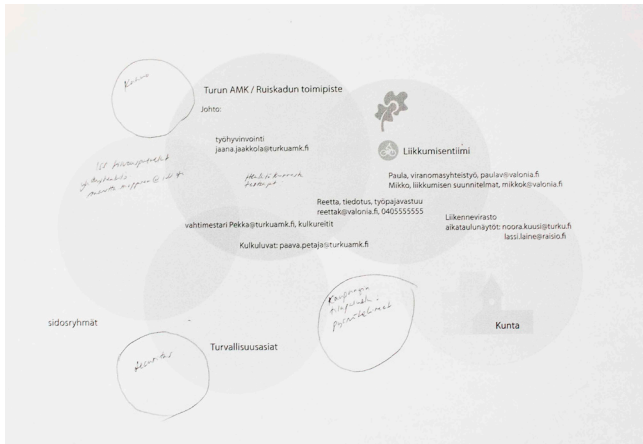 Turun AMK / Ruiskadun toimipiste
Johto:
työhyvinvointi
jaana.jaakkola@turkuamk.fi
Liikkumisentiimi
Paula, viranomaisyhteistyö, paulav@valonia.fi
Mikko, liikkumisen suunnitelmat, mikkok@valonia.fi
Reetta, tiedotus, työpajavastuu
reettak@valonia.fi, 0405555555
vahtimestari Pekka@turkuamk.fi, kulkureitit
Liikennevirasto
aikataulunäytöt: noora.kuusi@turku.fi
lassi.laine@raisio.fi
Kulkuluvat: paava.petaja@turkuamk.fi
sidosryhmät
Turvallisuusasiat
Kunta